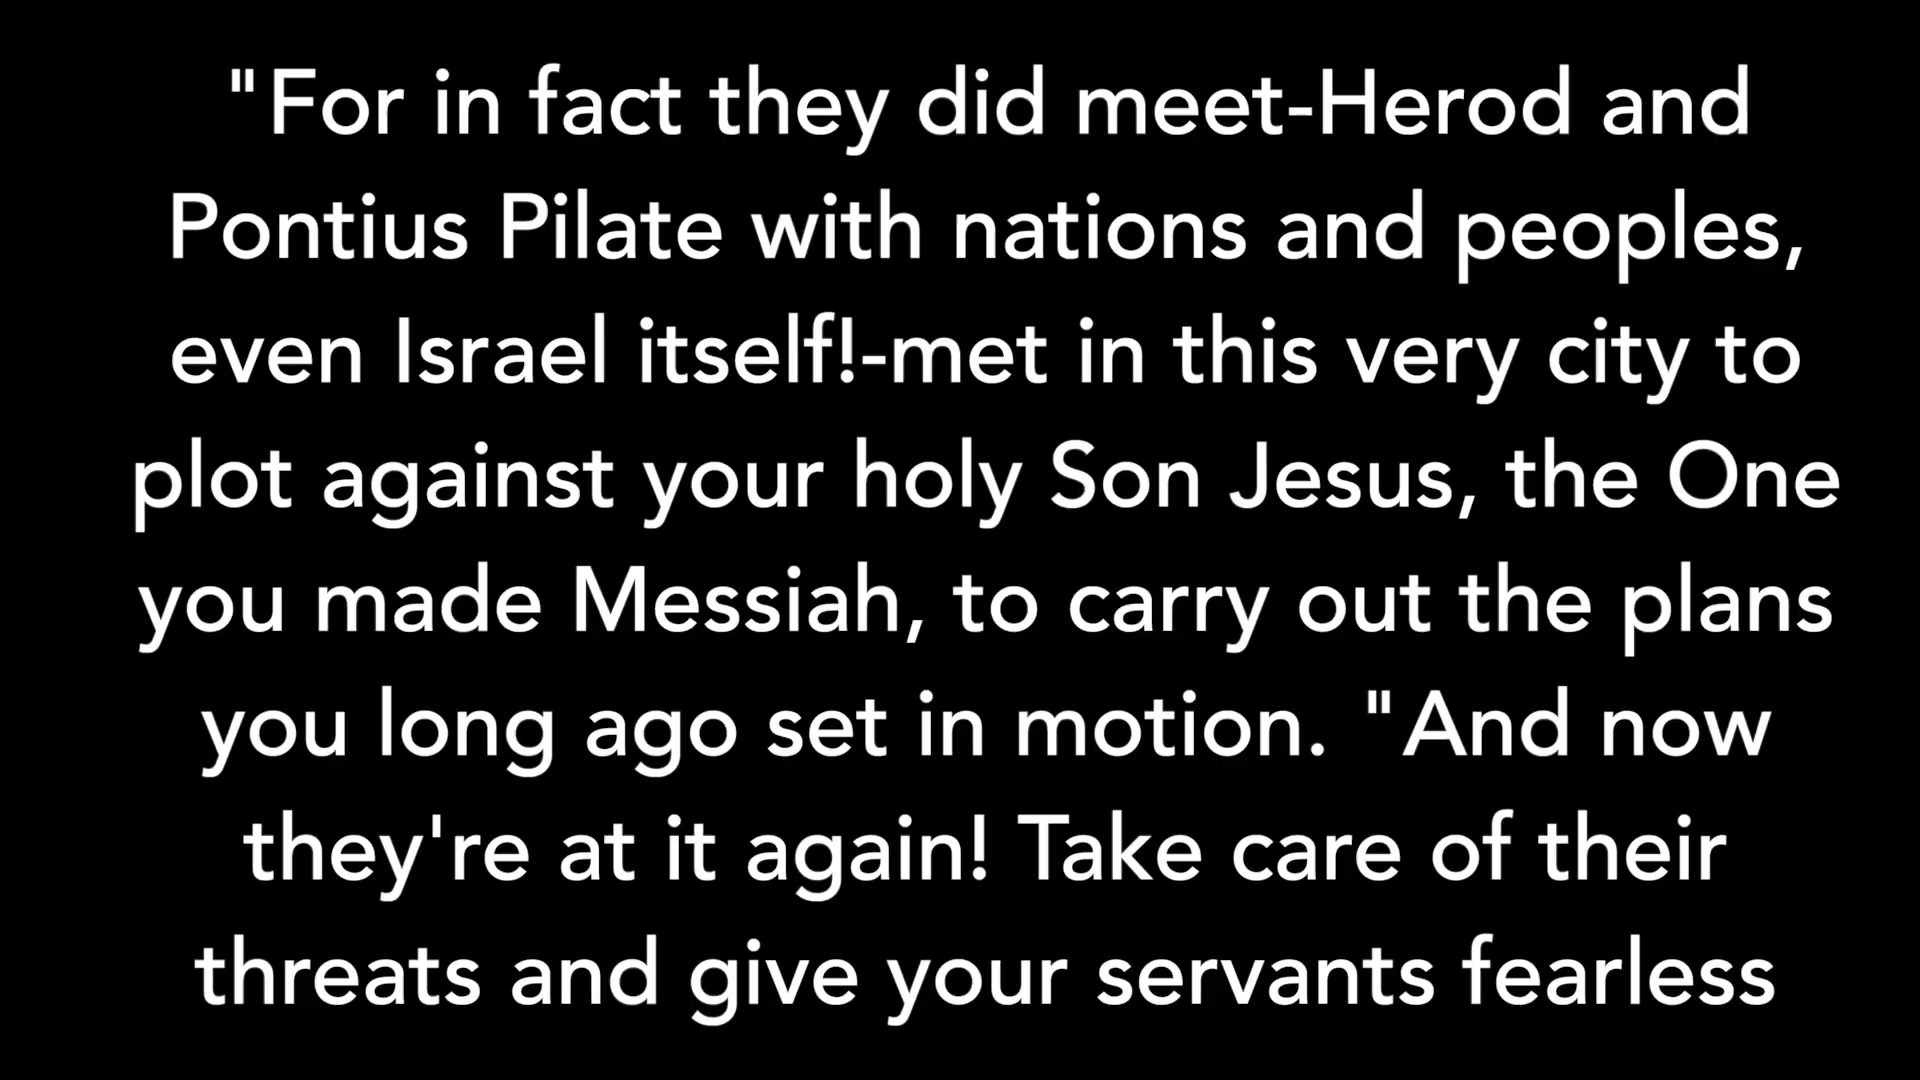 "For in fact they did meet-Herod and
Pontius Pilate with nations and peoples,
even Israel itself!-met in this very city to
plot against your holy Son Jesus, the One
you made Messiah, to carry out the plans
you long ago set in motion. "And now
they're at it again! Take care of their
threats and give your servants fearless